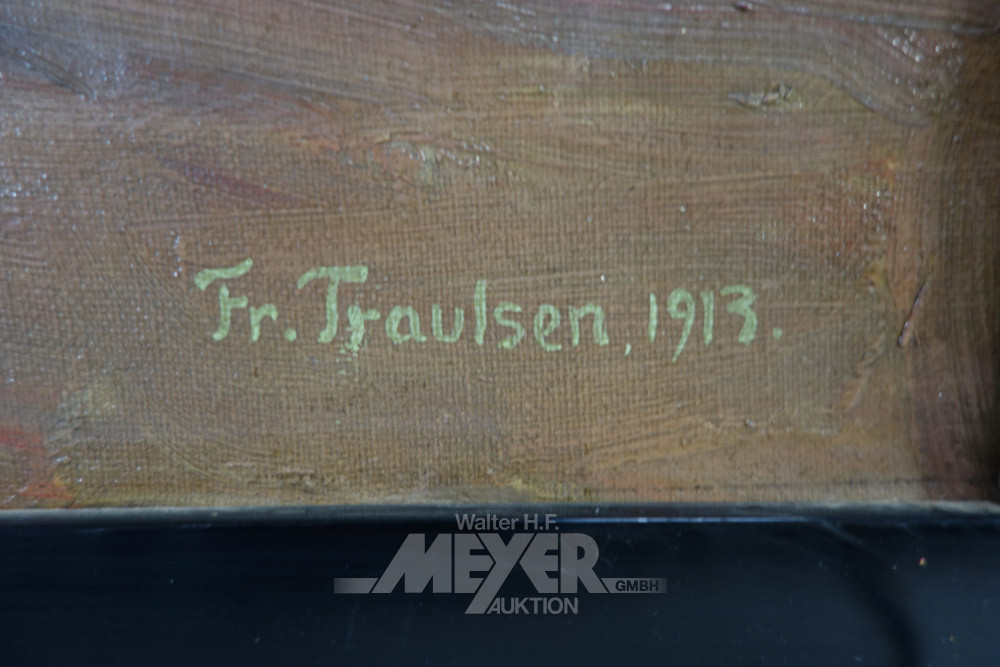 Fr. Traulsen, 1913.
Walter H.F.
MEYER GMBH
AUKTION